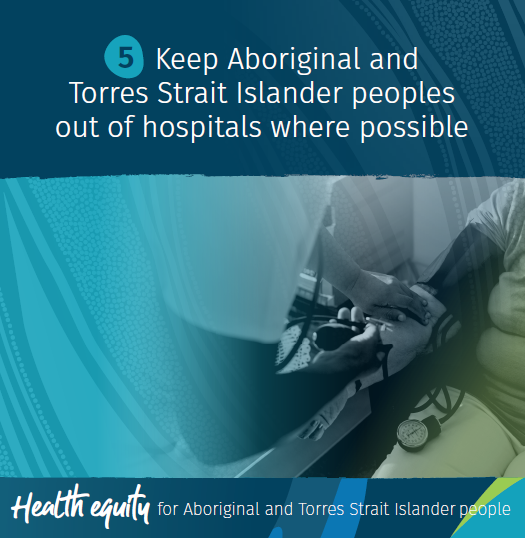 5 Keep Aboriginal and
Torres Strait Islander peoples
out of hospitals where possible
Health equity for Aboriginal and Torres Strait Islander people